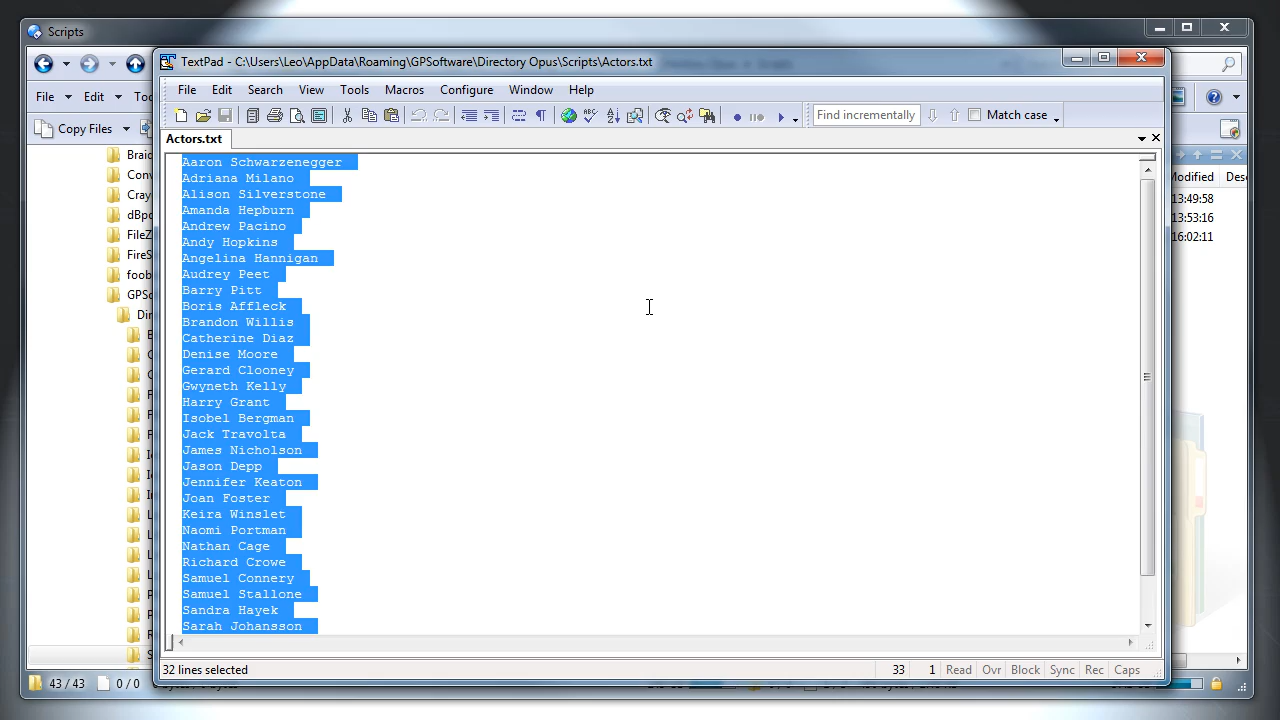 Scripts
TextPad - C:\Users\Leo\AppData\Roaming\GPSoftware\Directory Opus\Scripts\Actors.txt
File Edit Search View Tools Macros Configure Window Help
File Edit
Find incrementally Match case
Copy Files
Actors.txt
Modified
13:49:58
13:53:16
16:02:11
Aaron Schwarzenegger
Adriana Milano
Alison Silverstone
Amanda Hepburn
Andrew Pacino
Andy Hopkins
Angelina Hannigan
Audrey Peet
Barry Pitt
Boris Affleck
Brandon Willis
Catherine Diaz
Denise Moore
Gerard Clooney
Gwyneth Kelly
Harry Grant
Isobel Bergman
Jack Travolta
James Nicholson
Jason Depp
Jennifer Keaton
Joan Foster
Keira Winslet
Naomi Portman
Nathan Cage
Richard Crowe
Samuel Connery
Samuel Stallone
Sandra Hayek
Sarah Johansson
32 lines selected 33 1 Read Ovr Block Sync Rec Caps
43 / 43 0 / 0